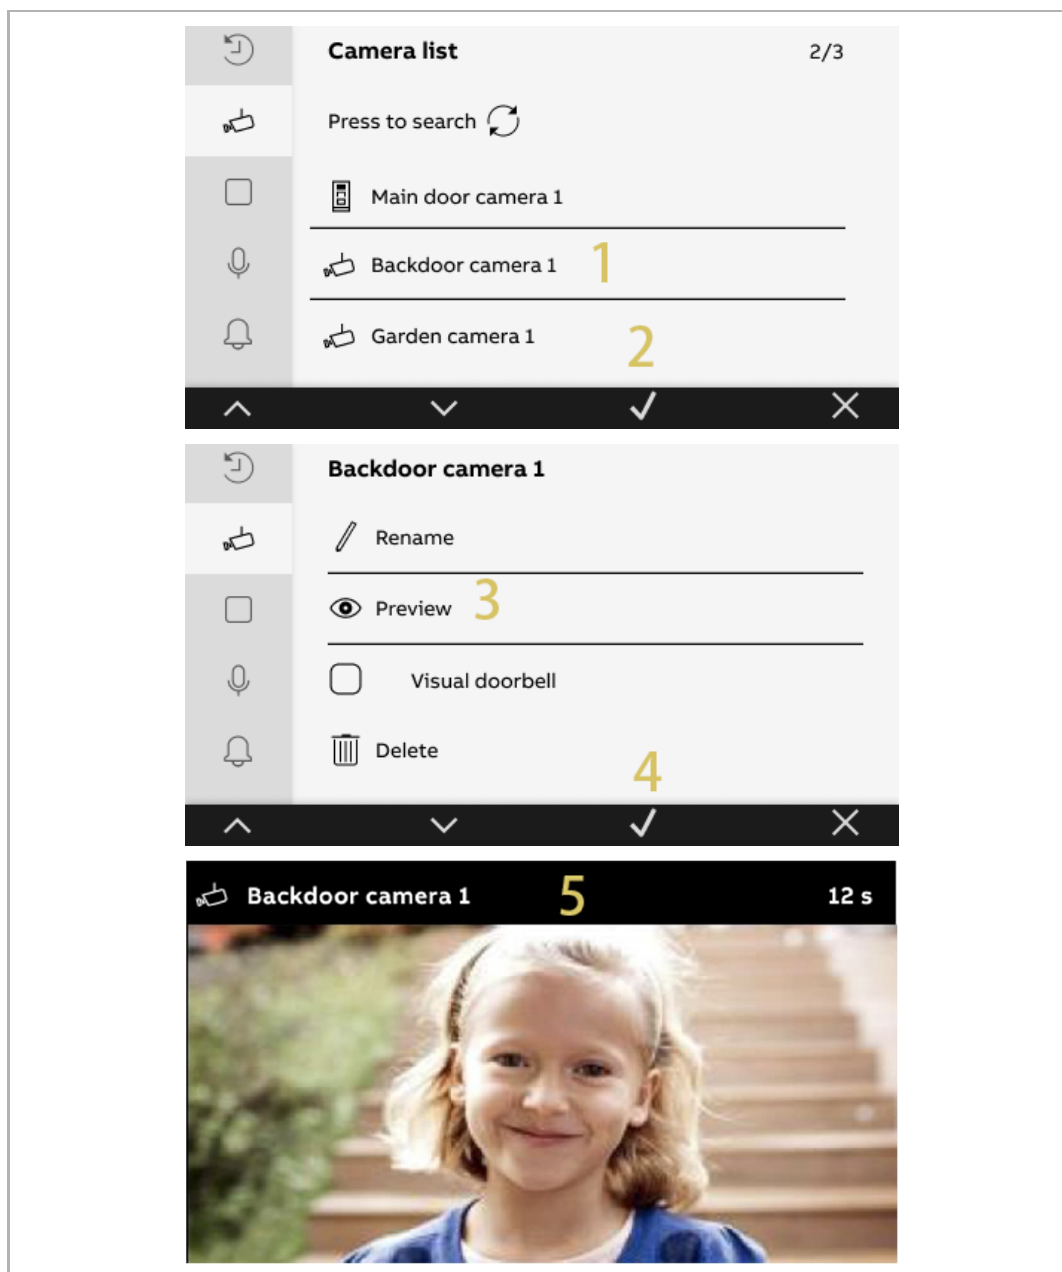 Camera list 2/3
Press to search
Main door camera 1
Backdoor camera 1 1
Garden camera 1 2
Backdoor camera 1
Rename
Preview 3
Visual doorbell
Delete
4
Backdoor camera 1 5 12 s